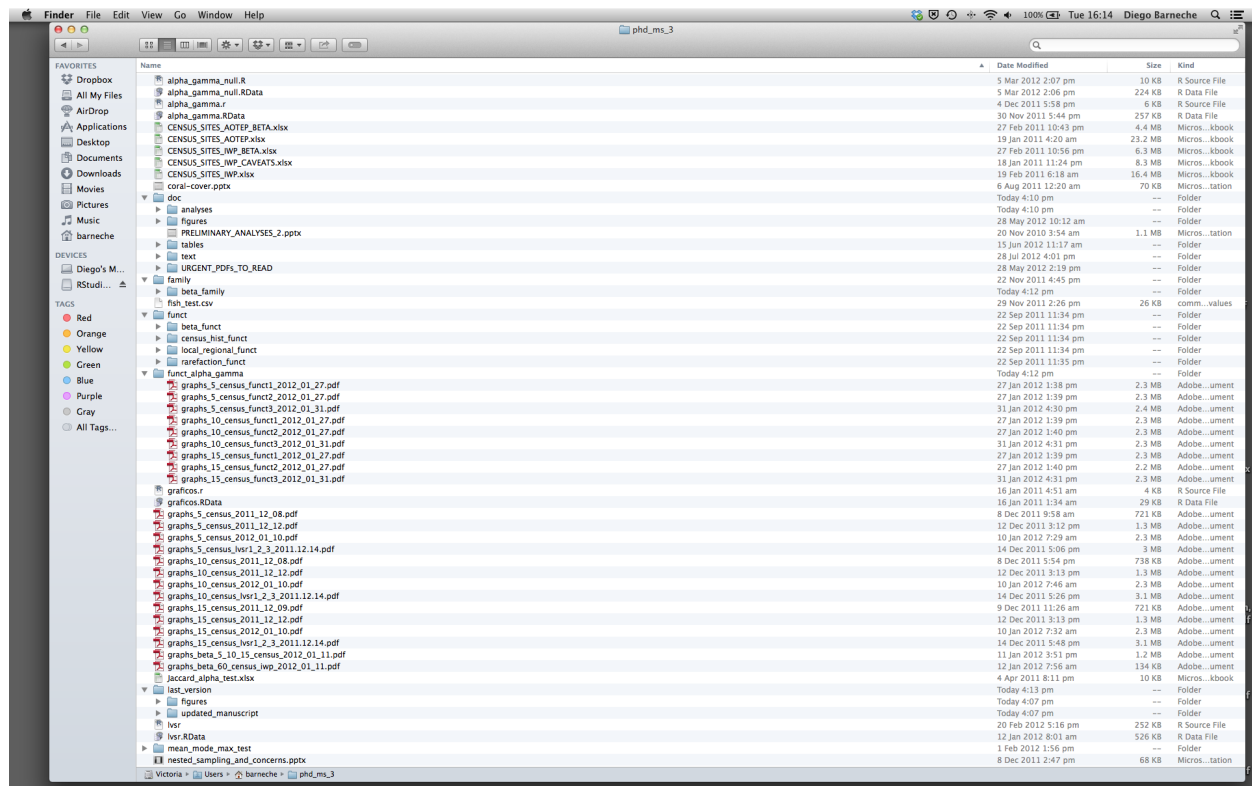 Finder File Edit View Go Window Help 100% Tue 16:14 Diego Barneche
phd_ms_3
FAVORITES
Dropbox
All My Files
AirDrop
Applications
Desktop
Documents
Downloads
Movies
Pictures
Music
barneche
DEVICES
Diego's M...
RStudi...
TAGS
Red
Orange
Yellow
Green
Blue
Purple
Gray
All Tags...
Name Date Modified Size Kind
alpha_gamma_null.R 5 Mar 2012 2:07 pm 10 KB R Source File
alpha_gamma_null.RData 5 Mar 2012 2:06 pm 224 KB R Data File
alpha_gamma.r 4 Dec 2011 5:58 pm 6 KB R Source File
alpha_gamma.RData 30 Nov 2011 5:44 pm 257 KB R Data File
CENSUS_SITES_AOTEP_BETA.xlsx 27 Feb 2011 10:43 pm 4.4 MB Micros...kbook
CENSUS_SITES_AOTEP.xlsx 19 Jan 2011 4:20 am 23.2 MB Micros...kbook
CENSUS_SITES_IWP_BETA.xlsx 27 Feb 2011 10:56 pm 6.3 MB Micros...kbook
CENSUS_SITES_IWP_CAVEATS.xlsx 18 Jan 2011 11:24 pm 8.3 MB Micros...kbook
CENSUS_SITES_IWP.xlsx 19 Feb 2011 6:18 am 16.4 MB Micros...kbook
coral-cover.pptx 6 Aug 2011 12:20 am 70 KB Micros...tation
doc Today 4:10 pm -- Folder
analyses Today 4:10 pm -- Folder
figures 28 May 2012 10:12 am -- Folder
PRELIMINARY_ANALYSES_2.pptx 20 Nov 2010 3:54 am 1.1 MB Micros...tation
tables 15 Jun 2012 11:17 am -- Folder
text 28 Jul 2012 4:01 pm -- Folder
URGENT_PDFs_TO_READ 28 May 2012 2:19 pm -- Folder
family 22 Nov 2011 4:45 pm -- Folder
beta_family Today 4:12 pm -- Folder
fish_test.csv 29 Nov 2011 2:26 pm 26 KB comm...values
funct 22 Sep 2011 11:34 pm -- Folder
beta_funct 22 Sep 2011 11:34 pm -- Folder
census_hist_funct 22 Sep 2011 11:34 pm -- Folder
local_regional_funct 22 Sep 2011 11:34 pm -- Folder
rarefaction_funct 22 Sep 2011 11:35 pm -- Folder
funct_alpha_gamma Today 4:12 pm -- Folder
graphs_5_census_funct1_2012_01_27.pdf 27 Jan 2012 1:38 pm 2.3 MB Adobe...ument
graphs_5_census_funct2_2012_01_27.pdf 27 Jan 2012 1:39 pm 2.3 MB Adobe...ument
graphs_5_census_funct3_2012_01_31.pdf 31 Jan 2012 4:30 pm 2.4 MB Adobe...ument
graphs_10_census_funct1_2012_01_27.pdf 27 Jan 2012 1:39 pm 2.3 MB Adobe...ument
graphs_10_census_funct2_2012_01_27.pdf 27 Jan 2012 1:40 pm 2.3 MB Adobe...ument
graphs_10_census_funct3_2012_01_31.pdf 31 Jan 2012 4:31 pm 2.3 MB Adobe...ument
graphs_15_census_funct1_2012_01_27.pdf 27 Jan 2012 1:39 pm 2.3 MB Adobe...ument
graphs_15_census_funct2_2012_01_27.pdf 27 Jan 2012 1:40 pm 2.2 MB Adobe...ument
graphs_15_census_funct3_2012_01_31.pdf 31 Jan 2012 4:31 pm 2.3 MB Adobe...ument
graficos.r 16 Jan 2011 4:51 am 4 KB R Source File
graficos.RData 16 Jan 2011 1:34 am 29 KB R Data File
graphs_5_census_2011_12_08.pdf 8 Dec 2011 9:58 am 721 KB Adobe...ument
graphs_5_census_2011_12_12.pdf 12 Dec 2011 3:12 pm 1.3 MB Adobe...ument
graphs_5_census_2012_01_10.pdf 10 Jan 2012 7:29 am 2.3 MB Adobe...ument
graphs_5_census_lvsr1_2_3_2011.12.14.pdf 14 Dec 2011 5:06 pm 3 MB Adobe...ument
graphs_10_census_2011_12_08.pdf 8 Dec 2011 5:54 pm 738 KB Adobe...ument
graphs_10_census_2011_12_12.pdf 12 Dec 2011 3:13 pm 1.3 MB Adobe...ument
graphs_10_census_2012_01_10.pdf 10 Jan 2012 7:46 am 2.3 MB Adobe...ument
graphs_10_census_lvsr1_2_3_2011.12.14.pdf 14 Dec 2011 5:26 pm 3.1 MB Adobe...ument
graphs_15_census_2011_12_09.pdf 9 Dec 2011 11:26 am 721 KB Adobe...ument
graphs_15_census_2011_12_12.pdf 12 Dec 2011 3:13 pm 1.3 MB Adobe...ument
graphs_15_census_2012_01_10.pdf 10 Jan 2012 7:32 am 2.3 MB Adobe...ument
graphs_15_census_lvsr1_2_3_2011.12.14.pdf 14 Dec 2011 5:48 pm 3.1 MB Adobe...ument
graphs_beta_5_10_15_census_2012_01_11.pdf 11 Jan 2012 3:51 pm 1.2 MB Adobe...ument
graphs_beta_60_census_iwp_2012_01_11.pdf 12 Jan 2012 7:56 am 134 KB Adobe...ument
Jaccard_alpha_test.xlsx 4 Apr 2011 8:11 pm 10 KB Micros...kbook
last_version Today 4:13 pm -- Folder
figures Today 4:07 pm -- Folder
updated_manuscript Today 4:07 pm -- Folder
lvsr 20 Feb 2012 5:16 pm 252 KB R Source File
lvsr.RData 12 Jan 2012 8:01 am 526 KB R Data File
mean_mode_max_test 1 Feb 2012 1:56 pm -- Folder
nested_sampling_and_concerns.pptx 8 Dec 2011 2:47 pm 68 KB Micros...tation
Victoria ▸ Users ▸ barneche ▸ phd_ms_3